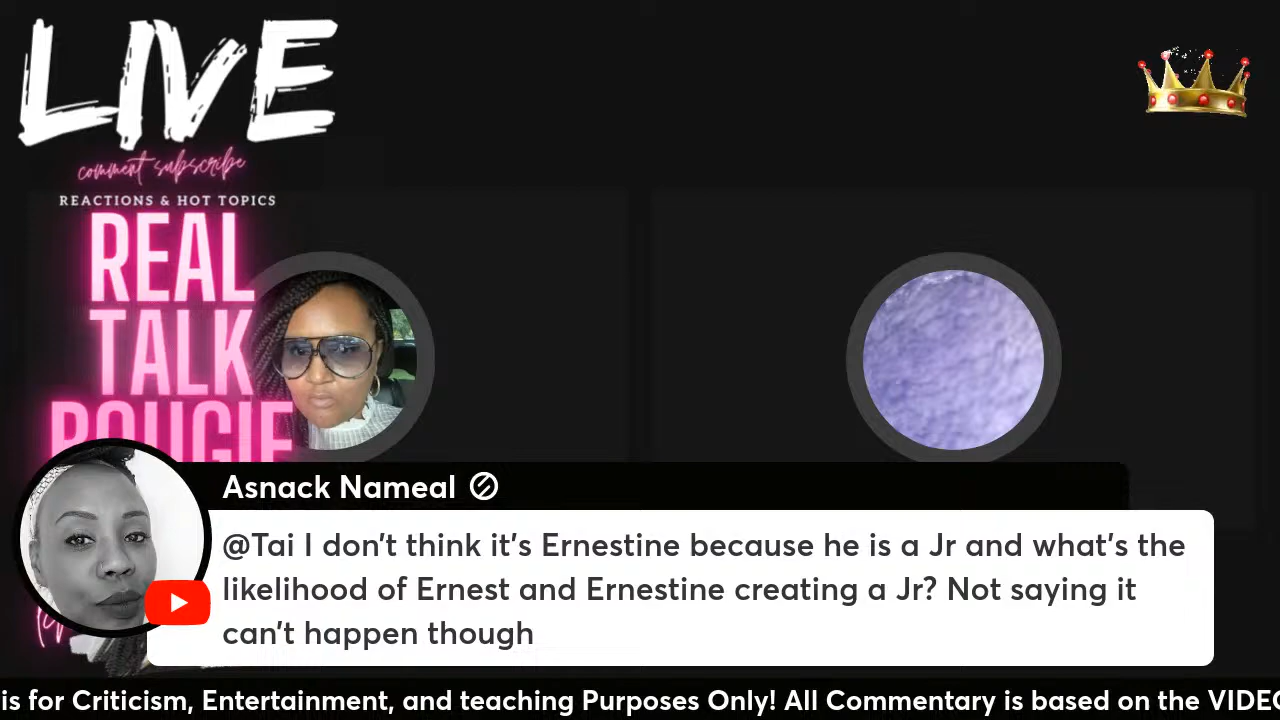 LIVE
comment subscribe
REACTIONS & HOT TOPICS
REAL
TALK
BOUGIE
Asnack Nameal
@Tai I don't think it's Ernestine because he is a Jr and what's the
likelihood of Ernest and Ernestine creating a Jr? Not saying it
can't happen though
is for Criticism, Entertainment, and teaching Purposes Only! All Commentary is based on the VIDEO